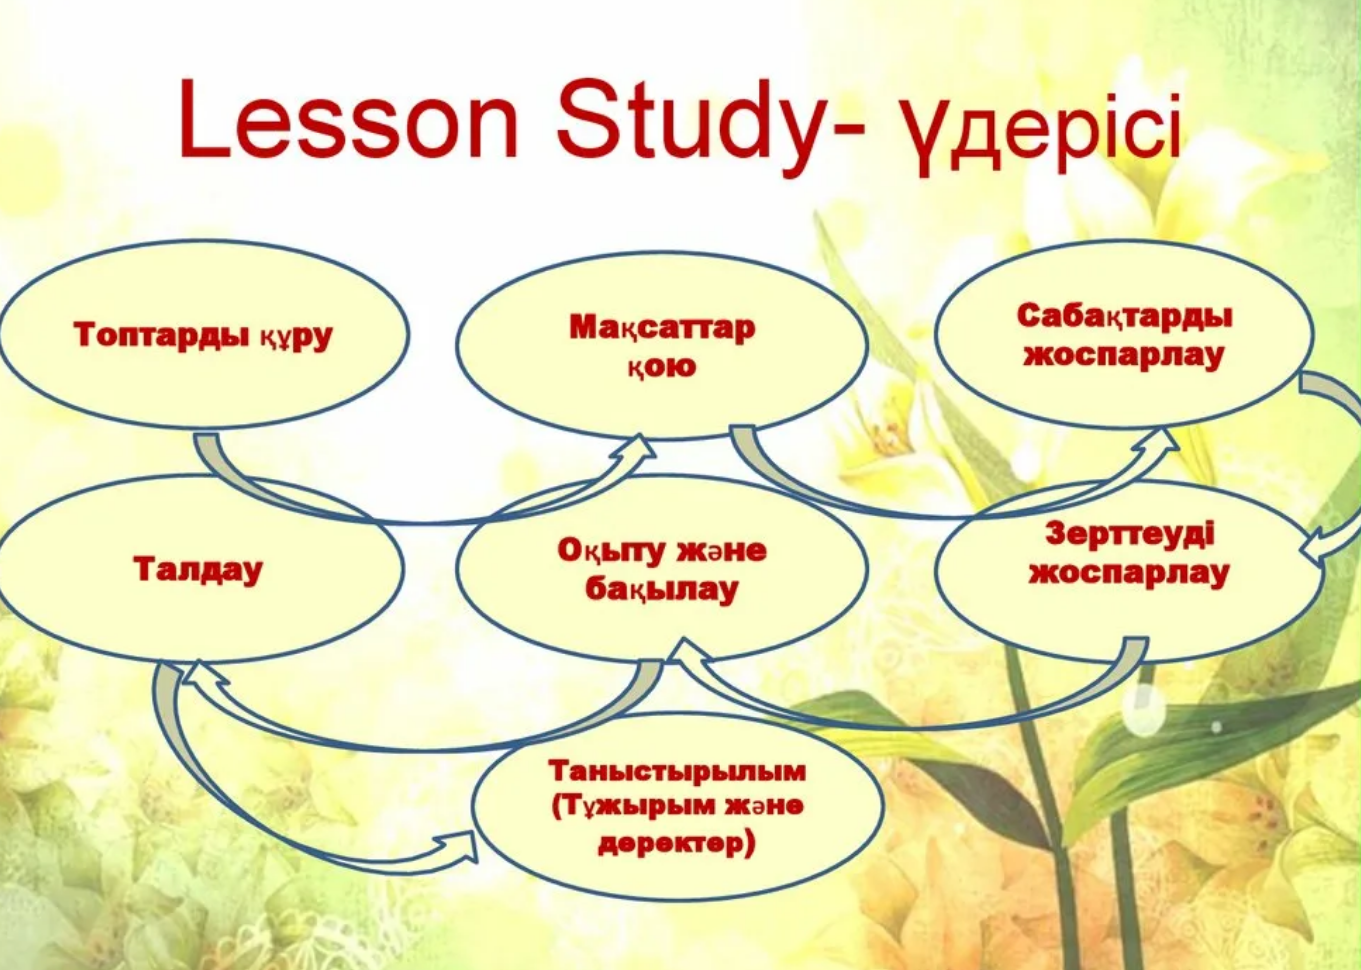 Lesson Study- үдерісі
Топтарды құру
Мақсаттар
қою
Сабақтарды
жоспарлау
Талдау
Оқыту және
бақылау
Зерттеуді
жоспарлау
Таныстырылым
(Тұжырым және
деректер)